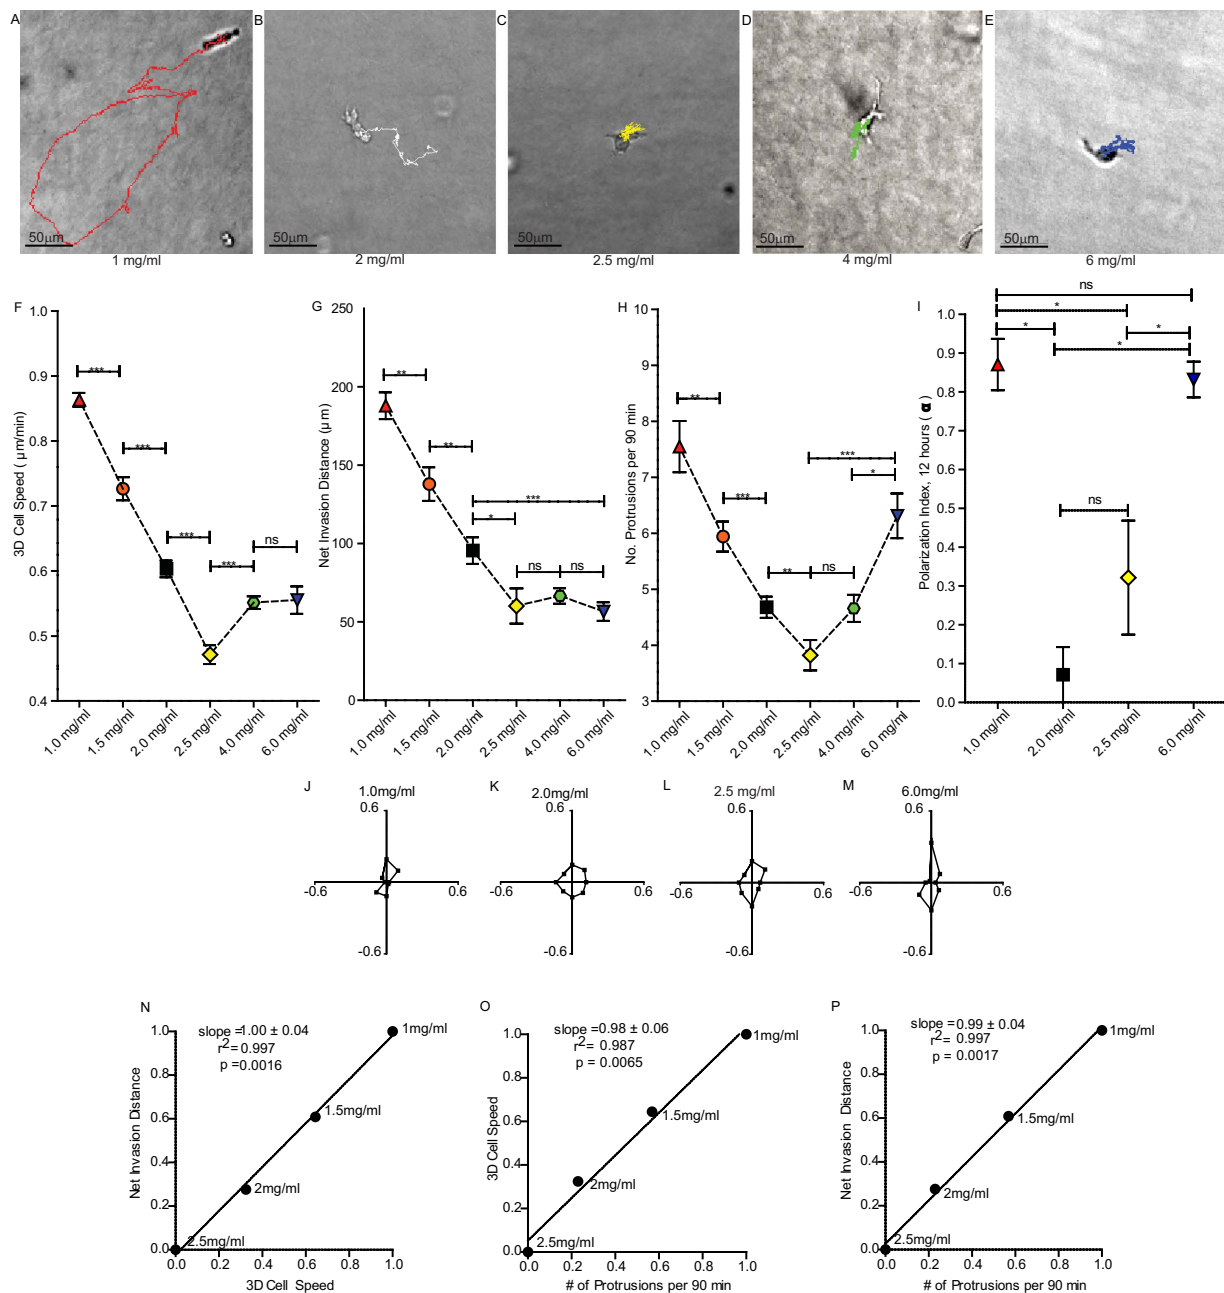 A
B
C
D
E
50μm
50μm
50μm
50μm
50μm
1 mg/ml
2 mg/ml
2.5 mg/ml
4 mg/ml
6 mg/ml
F
3D Cell Speed ( μm/min)
1.0
0.9
0.8
0.7
0.6
0.5
0.4
***
***
***
***
ns
1.0 mg/ml
1.5 mg/ml
2.0 mg/ml
2.5 mg/ml
4.0 mg/ml
6.0 mg/ml
G
Net Invasion Distance (μ m)
250
200
150
100
50
0
**
**
***
*
ns
ns
1.0 mg/ml
1.5 mg/ml
2.0 mg/ml
2.5 mg/ml
4.0 mg/ml
6.0 mg/ml
H
No. Protrusions per 90 min
10
9
8
7
6
5
4
3
**
***
***
*
**
ns
1.0 mg/ml
1.5 mg/ml
2.0 mg/ml
2.5 mg/ml
4.0 mg/ml
6.0 mg/ml
I
Polarization Index, 12 hours ( α )
1.0
0.9
0.8
0.7
0.6
0.5
0.4
0.3
0.2
0.1
0.0
ns
*
*
*
*
ns
1.0 mg/ml
2.0 mg/ml
2.5 mg/ml
6.0 mg/ml
J
1.0mg/ml
0.6
-0.6
0.6
-0.6
K
2.0mg/ml
0.6
-0.6
0.6
-0.6
L
2.5 mg/ml
0.6
-0.6
0.6
-0.6
M
6.0mg/ml
0.6
-0.6
0.6
-0.6
N
slope =1.00 ± 0.04
r2= 0.997
p =0.0016
1mg/ml
1.5mg/ml
2mg/ml
2.5mg/ml
Net Invasion Distance
1.0
0.8
0.6
0.4
0.2
0.0
0.0 0.2 0.4 0.6 0.8 1.0
3D Cell Speed
O
slope =0.98 ± 0.06
r2= 0.987
p = 0.0065
1mg/ml
1.5mg/ml
2mg/ml
2.5mg/ml
3D Cell Speed
1.0
0.8
0.6
0.4
0.2
0.0
0.0 0.2 0.4 0.6 0.8 1.0
# of Protrusions per 90 min
P
slope =0.99 ± 0.04
r2= 0.997
p = 0.0017
1mg/ml
1.5mg/ml
2mg/ml
2.5mg/ml
Net Invasion Distance
1.0
0.8
0.6
0.4
0.2
0.0
0.0 0.2 0.4 0.6 0.8 1.0
# of Protrusions per 90 min